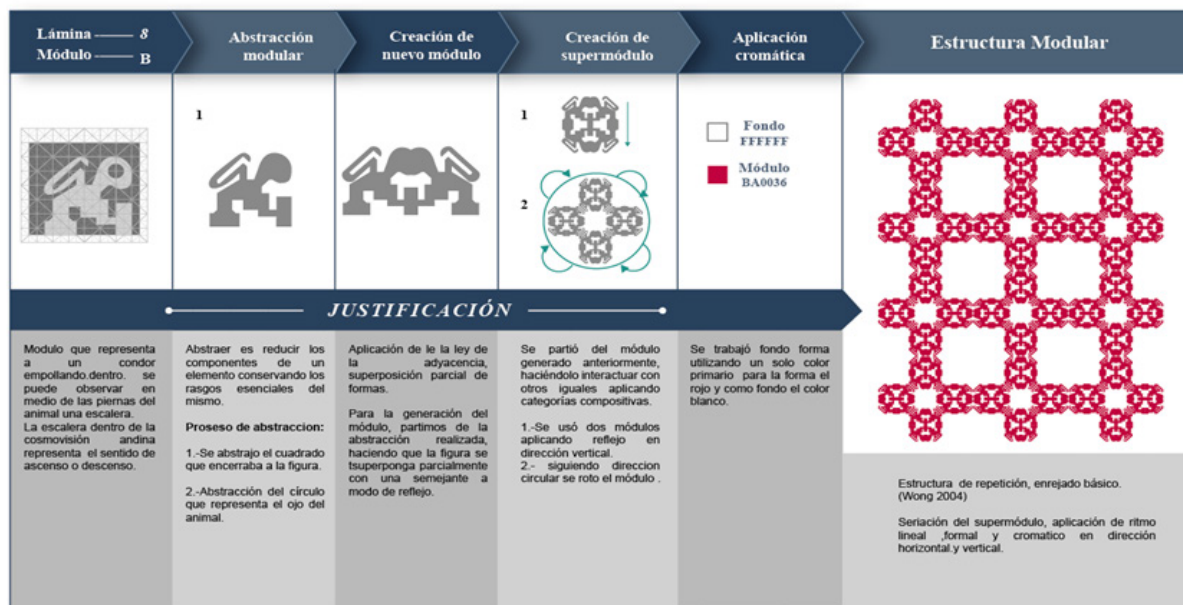 Lámina —— 8
Módulo —— B
Abstracción
modular
Creación de
nuevo módulo
Creación de
supermódulo
Aplicación
cromática
Estructura Modular
1
1
2
Fondo
FFFFFF
Módulo
BA0036
JUSTIFICACIÓN
Modulo que representa
a un condor
empollando.dentro se
puede observar en
medio de las piernas del
animal una escalera.
La escalera dentro de la
cosmovisión andina
representa el sentido de
ascenso o descenso.
Abstraer es reducir los
componentes de un
elemento conservando los
rasgos esenciales del
mismo.
Proseso de abstraccion:
1.-Se abstrajo el cuadrado
que encerraba a la figura.
2.-Abstracción del círculo
que representa el ojo del
animal.
Aplicación de le la ley de
la adyacencia,
superposición parcial de
formas.
Para la generación del
módulo, partimos de la
abstracción realizada,
haciendo que la figura se
tsuperponga parcialmente
con una semejante a
modo de reflejo.
Se partió del módulo
generado anteriormente,
haciéndolo interactuar con
otros iguales aplicando
categorías compositivas.
1.-Se usó dos módulos
aplicando reflejo en
dirección vertical.
2.- siguiendo direccion
circular se roto el módulo .
Se trabajó fondo forma
utilizando un solo color
primario para la forma el
rojo y como fondo el color
blanco.
Estructura de repetición, enrejado básico.
(Wong 2004)
Seriación del supermódulo, aplicación de ritmo
lineal ,formal y cromatico en dirección
horizontal.y vertical.